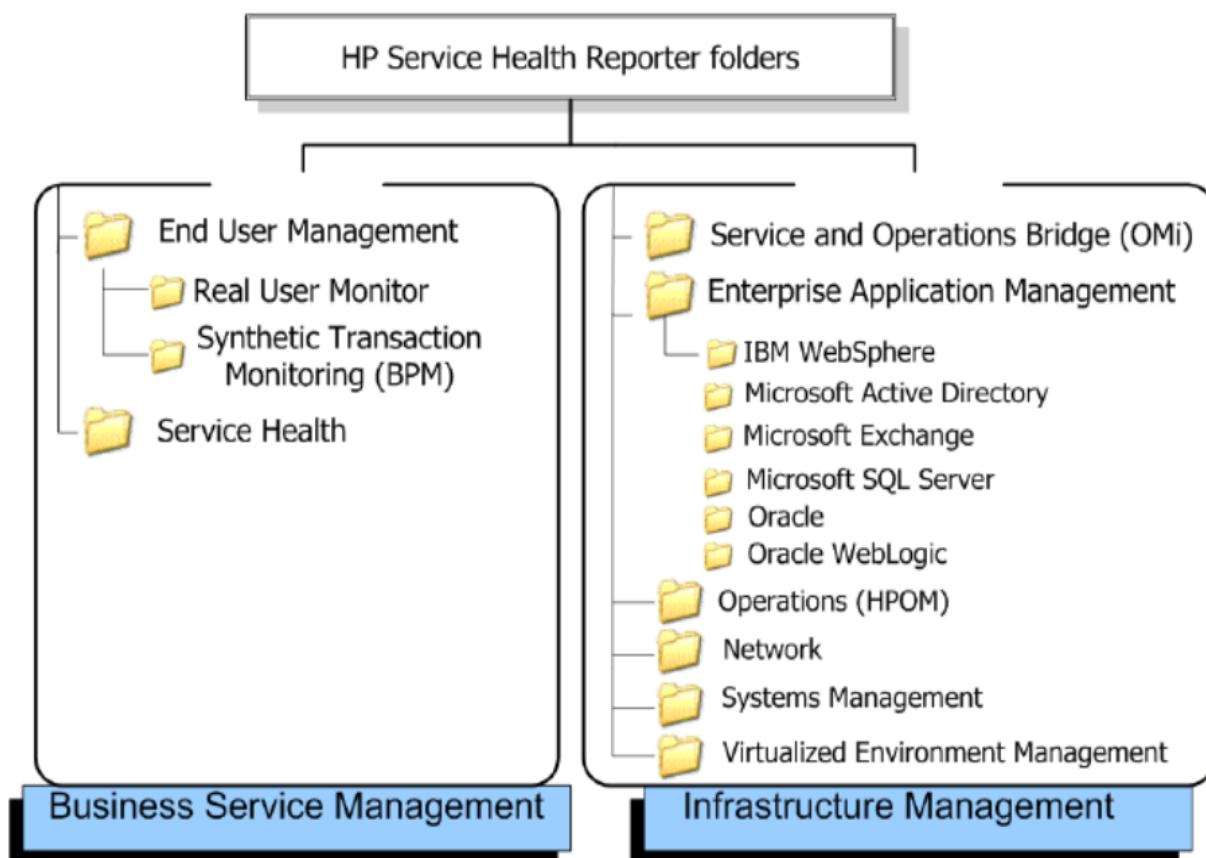 HP Service Health Reporter folders
End User Management
Real User Monitor
Synthetic Transaction
Monitoring (BPM)
Service Health
Business Service Management
Service and Operations Bridge (OMi)
Enterprise Application Management
IBM WebSphere
Microsoft Active Directory
Microsoft Exchange
Microsoft SQL Server
Oracle
Oracle WebLogic
Operations (HPOM)
Network
Systems Management
Virtualized Environment Management
Infrastructure Management